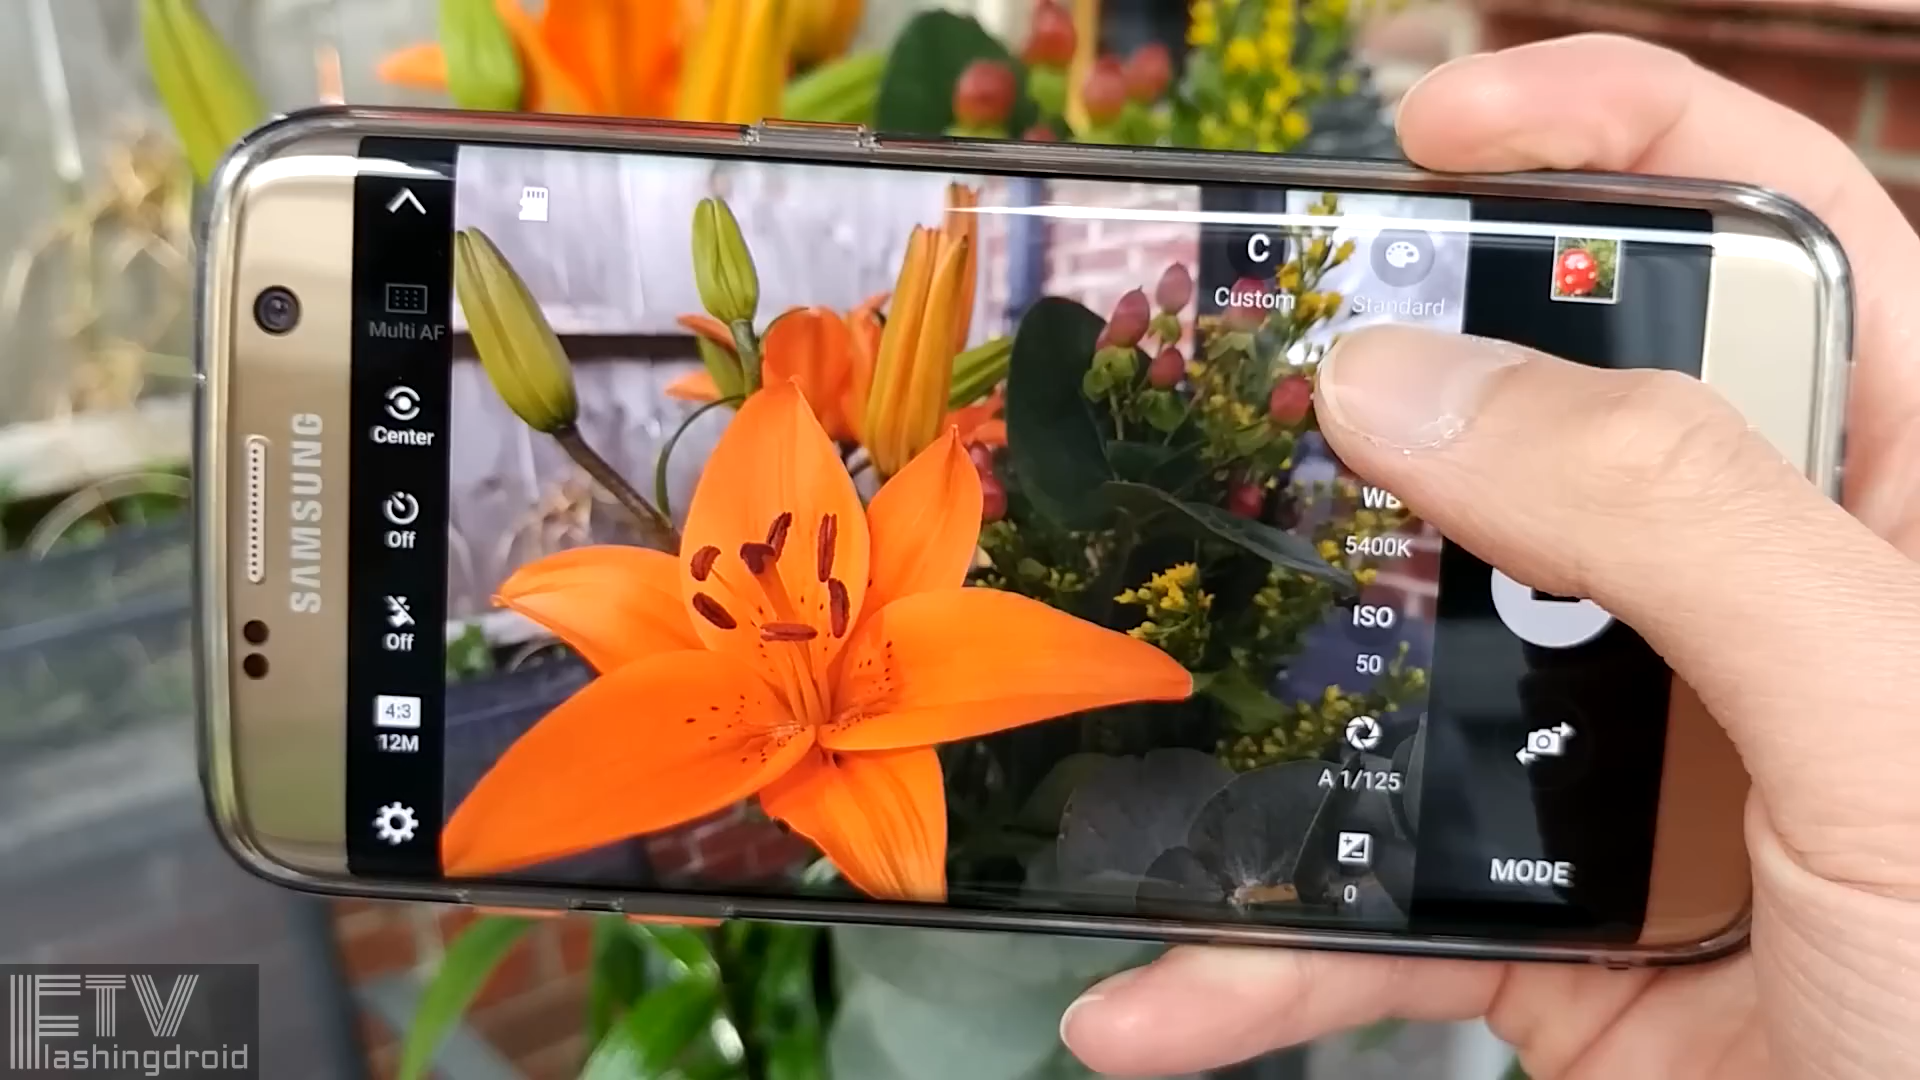 SAMSUNG
Multi AF
Center
Off
Off
4:3
12M
C
Custom
Standard
WB
5400K
ISO
50
A 1/125
0
MODE
FTV
lashingdroid